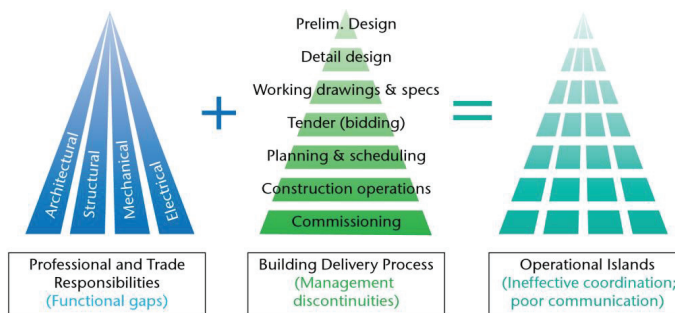 Architectural
Structural
Mechanical
Electrical
+
Prelim. Design
Detail design
Working drawings & specs
Tender (bidding)
Planning & scheduling
Construction operations
Commissioning
=
Professional and Trade
Responsibilities
(Functional gaps)
Building Delivery Process
(Management
discontinuities)
Operational Islands
(Ineffective coordination;
poor communication)